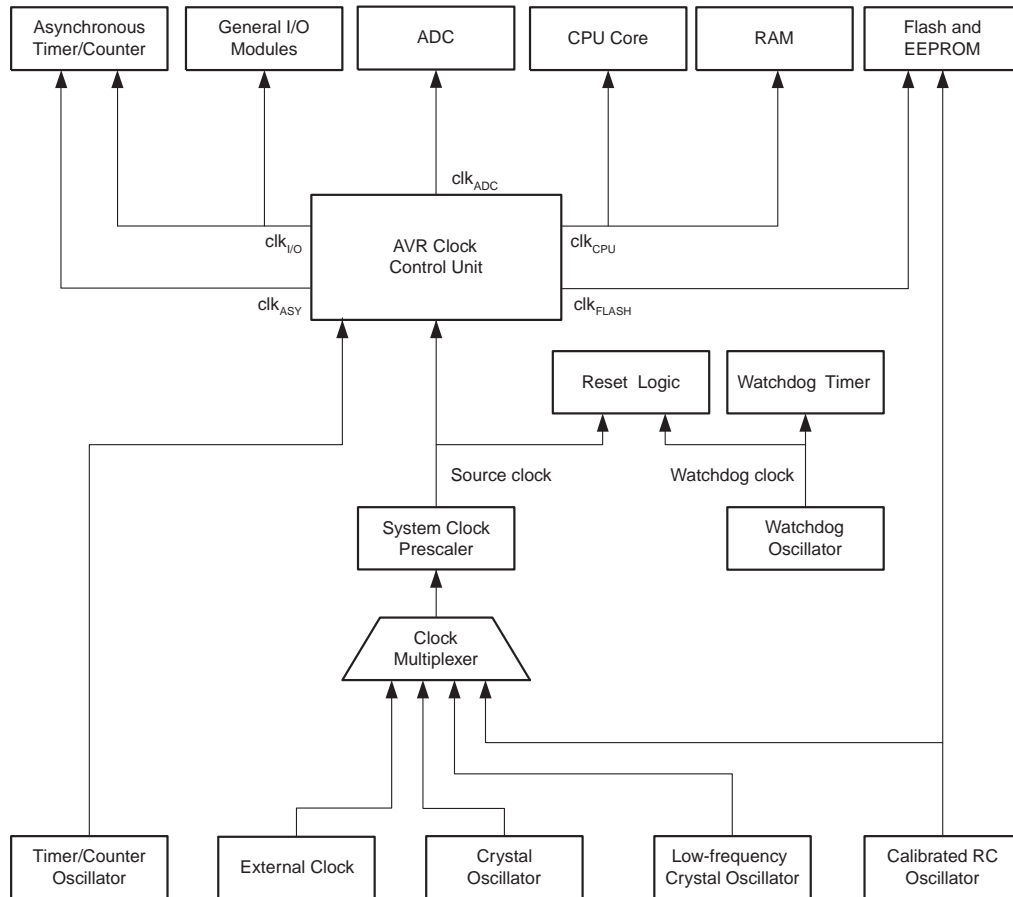 Asynchronous
Timer/Counter
General I/O
Modules
ADC
CPU Core
RAM
Flash and
EEPROM
clkADC
clkI/O
AVR Clock
Control Unit
clkCPU
clkASY
clkFLASH
Reset Logic
Watchdog Timer
Source clock
Watchdog clock
System Clock
Prescaler
Watchdog
Oscillator
Clock
Multiplexer
Timer/Counter
Oscillator
External Clock
Crystal
Oscillator
Low-frequency
Crystal Oscillator
Calibrated RC
Oscillator